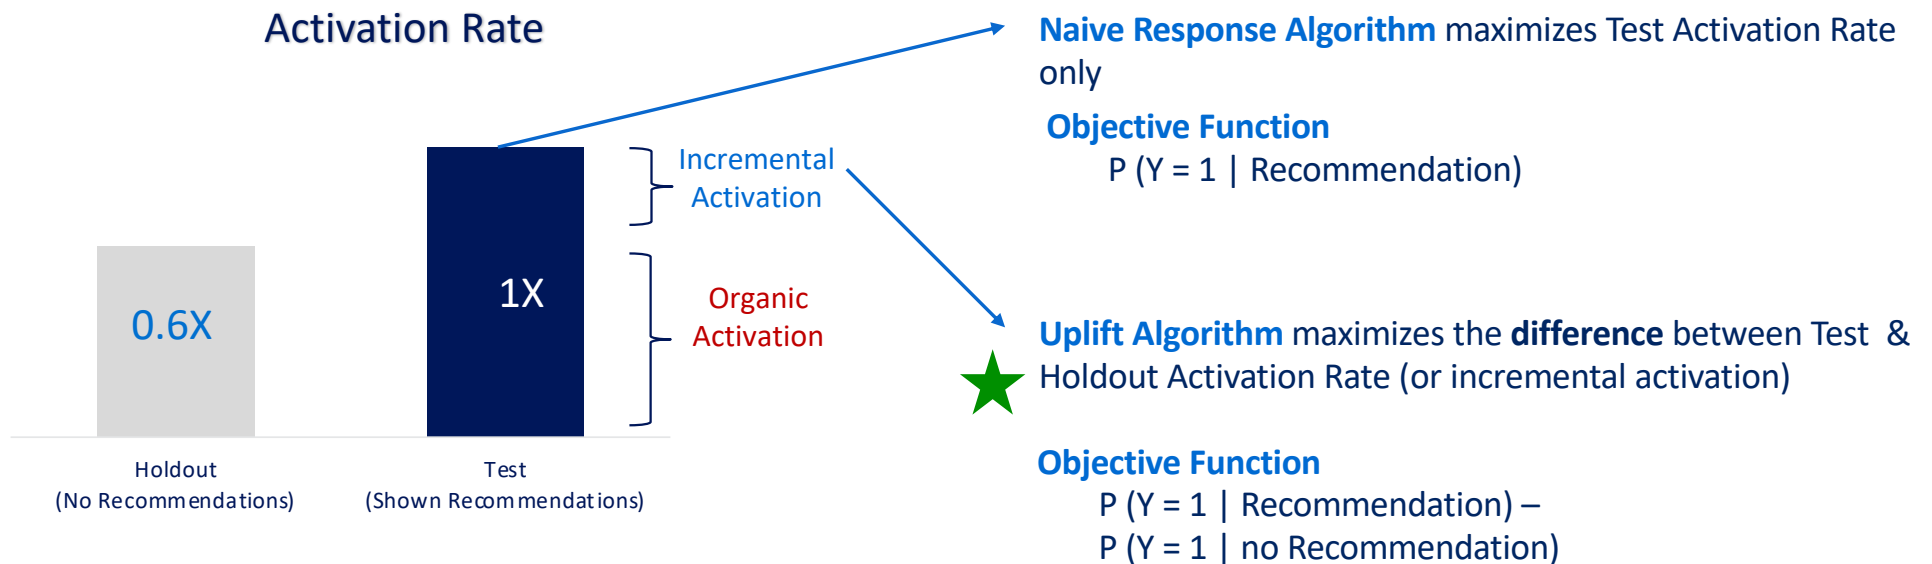 Activation Rate
0.6X
1X
Incremental
Activation
Organic
Activation
Holdout
(No Recommendations)
Test
(Shown Recommendations)
Naive Response Algorithm maximizes Test Activation Rate
only
Objective Function
P (Y = 1 | Recommendation)
Uplift Algorithm maximizes the difference between Test &
Holdout Activation Rate (or incremental activation)
Objective Function
P (Y = 1 | Recommendation) –
P (Y = 1 | no Recommendation)